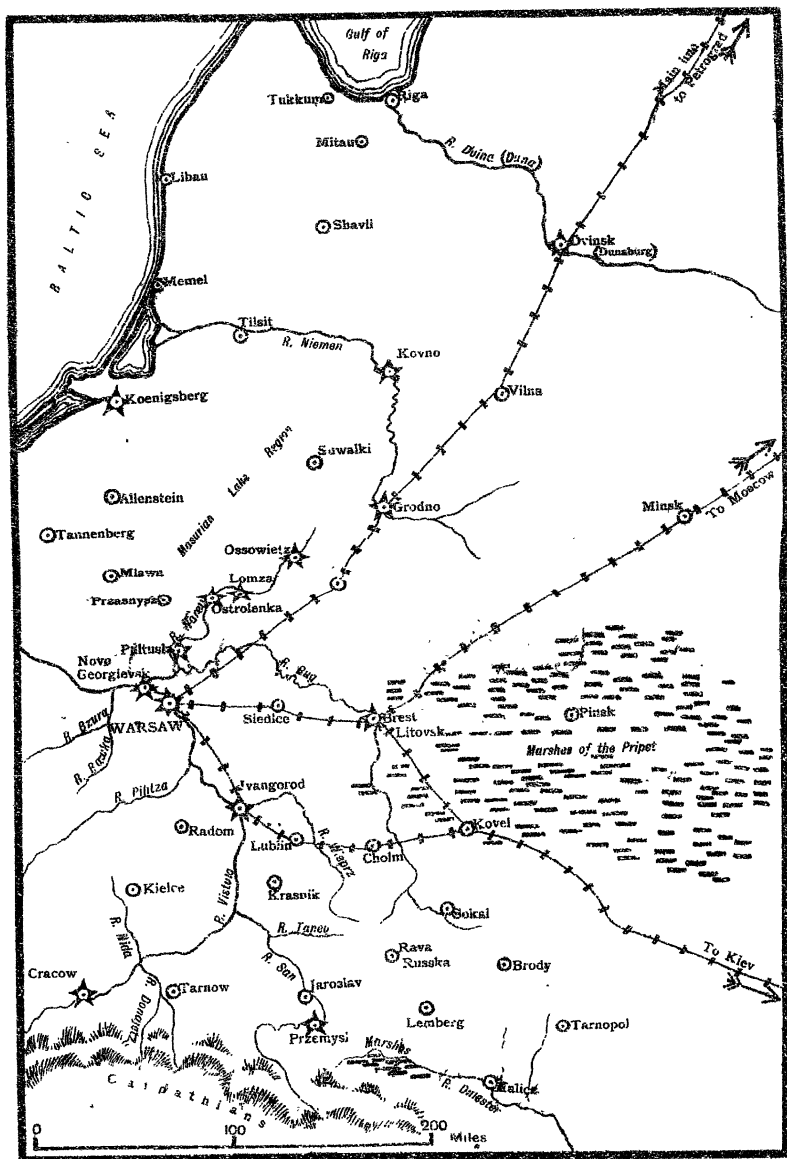 Gulf of
Riga
Main line
to Petrograd
Tukkum
Riga
BALTIC SEA
Mitau
R. Dvina (Duna)
Libau
Shavli
Dvinsk
(Dunaburg)
Memel
Tilsit
R. Niemen
Kovno
Vilna
Koenigsberg
Suwalki
Masurian Lake Region
Allenstein
Grodno
Minsk
To Moscow
Tannenberg
Ossowietz
Mlawa
Lomza
Przasnysz
Ostrolenka
R. Narew
Pultusk
Novo
Georgievsk
R. Bug
WARSAW
Siedlce
Brest
Litovsk
Pinsk
R. Bzura
R. Rawka
Marshes of the Pripet
R. Pilitza
Ivangorod
Radom
Lublin
R. Wieprz
Cholm
Kovel
Kielce
Krasnik
R. Vistula
Sokal
R. Nida
R. Tanev
Rava
Russka
Brody
To Kiev
R. San
Cracow
Tarnow
R. Donajetz
Jaroslav
Lemberg
Tarnopol
Przemysl
Marshes
Carpathians
R. Dniester
Halicz
0 100 200
Miles